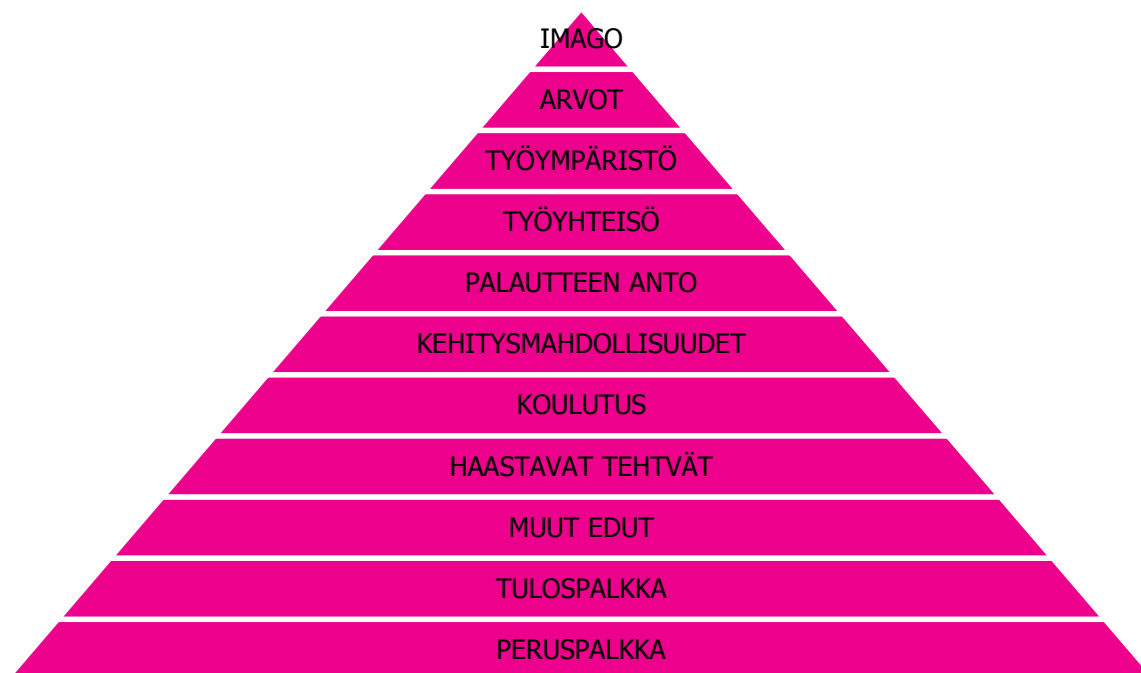 IMAGO
ARVOT
TYÖYMPÄRISTÖ
TYÖYHTEISÖ
PALAUTTEEN ANTO
KEHITYSMAHDOLLISUUDET
KOULUTUS
HAASTAVAT TEHTVÄT
MUUT EDUT
TULOSPALKKA
PERUSPALKKA